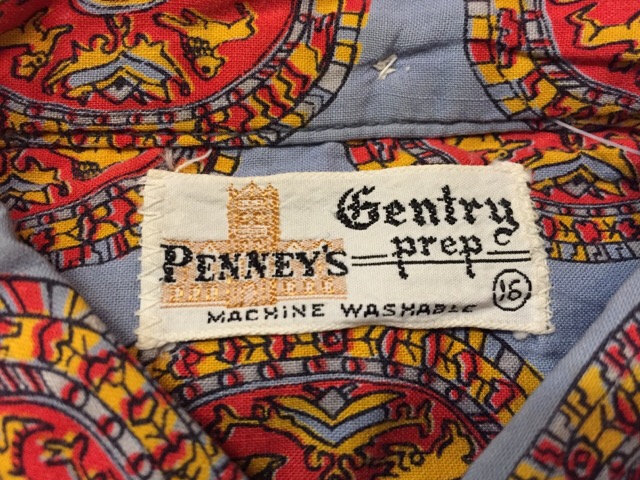 Gentry
prep
PENNEY'S
16
MACHINE WASHABLE